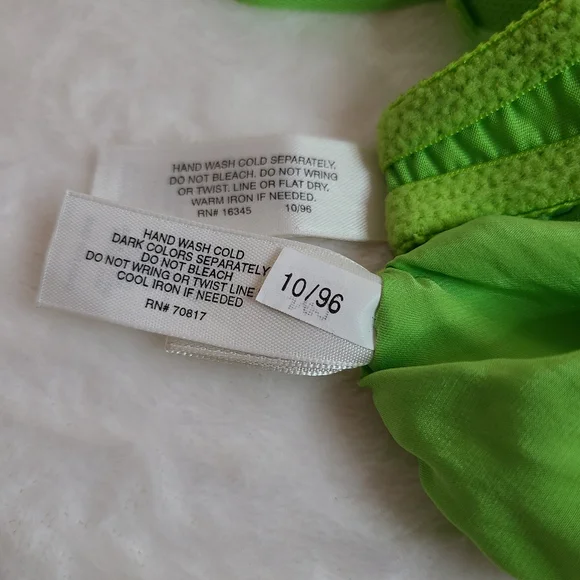 HAND WASH COLD SEPARATELY.
DO NOT BLEACH. DO NOT WRING
OR TWIST. LINE OR FLAT DRY.
WARM IRON IF NEEDED.
RN# 16345 10/96
HAND WASH COLD
DARK COLORS SEPARATELY
DO NOT BLEACH
DO NOT WRING OR TWIST LINE
COOL IRON IF NEEDED
RN# 70817
10/96